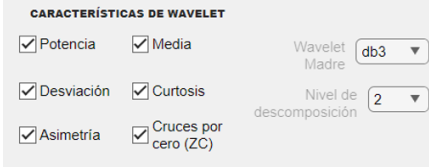 CARACTERÍSTICAS DE WAVELET
Potencia
Media
Wavelet
Madre
db3
Desviación
Curtosis
Nivel de
descomposición
2
Asimetría
Cruces por
cero (ZC)